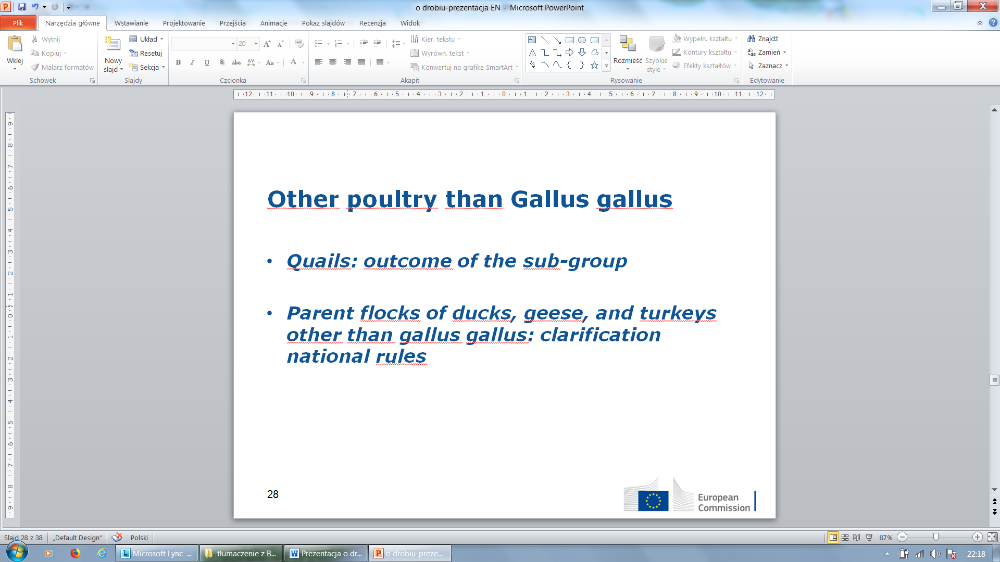 o drobiu-prezentacja EN - Microsoft PowerPoint
Plik Narzędzia główne Wstawianie Projektowanie Przejścia Animacje Pokaz slajdów Recenzja Widok
Wklej
Wytnij
Kopiuj
Malarz formatów
Schowek
Nowy slajd
Układ
Resetuj
Sekcja
Slajdy
20
B I U S abc AV Aa A
Czcionka
Kier. tekstu
Wyrówn. tekst
Konwertuj na grafikę SmartArt
Akapit
Rozmieść
Szybkie style
Wypełn. kształtu
Kontury kształtu
Efekty kształtów
Rysowanie
Znajdź
Zamień
Zaznacz
Edytowanie
12 11 10 9 8 7 6 5 4 3 2 1 0 1 2 3 4 5 6 7 8 9 10 11 12
9 8 7 6 5 4 3 2 1 0 1 2 3 4 5 6 7 8 9
Other poultry than Gallus gallus
• Quails: outcome of the sub-group
• Parent flocks of ducks, geese, and turkeys
other than gallus gallus: clarification
national rules
28
European
Commission
Slajd 28 z 38 „Default Design” Polski 87%
Microsoft Lync ... tłumaczenie z B... Prezentacja o dr... o drobiu-preze... 22:18